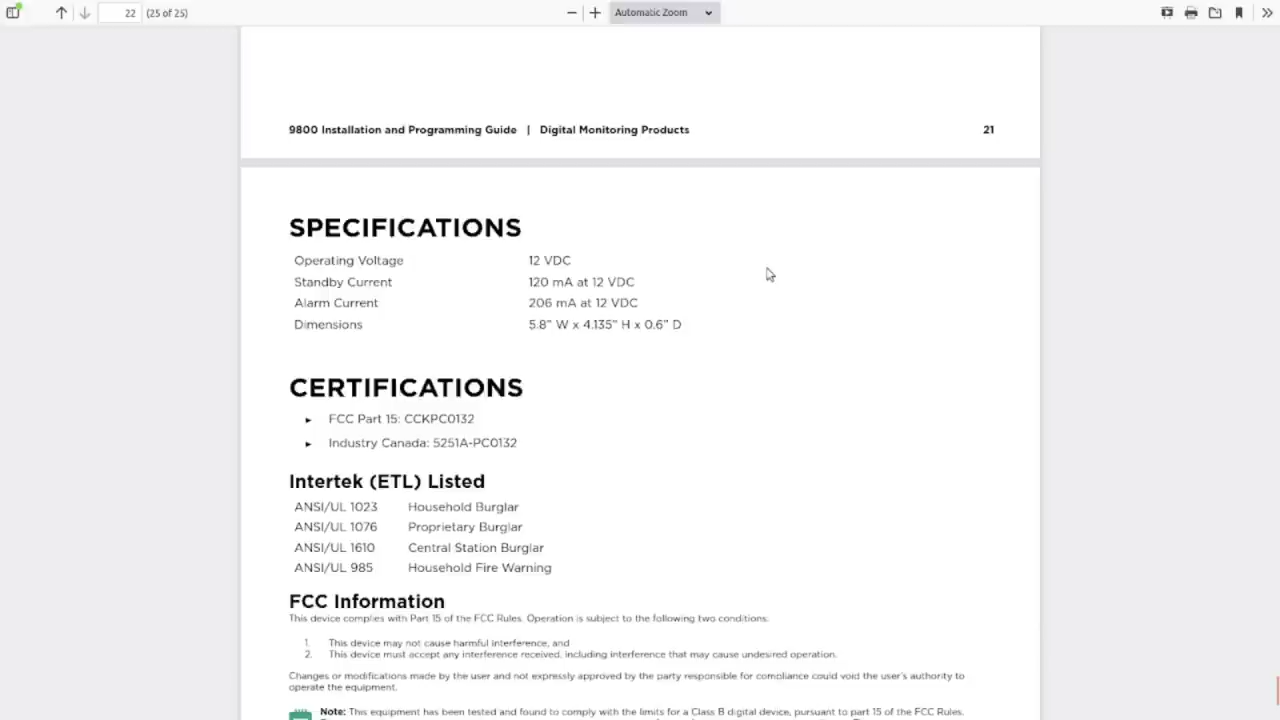 22 (25 of 25) Automatic Zoom
9800 Installation and Programming Guide | Digital Monitoring Products 21
SPECIFICATIONS
Operating Voltage 12 VDC
Standby Current 120 mA at 12 VDC
Alarm Current 206 mA at 12 VDC
Dimensions 5.8" W x 4.135" H x 0.6" D
CERTIFICATIONS
▸ FCC Part 15: CCKPC0132
▸ Industry Canada: 5251A-PC0132
Intertek (ETL) Listed
ANSI/UL 1023 Household Burglar
ANSI/UL 1076 Proprietary Burglar
ANSI/UL 1610 Central Station Burglar
ANSI/UL 985 Household Fire Warning
FCC Information
This device complies with Part 15 of the FCC Rules. Operation is subject to the following two conditions.
1. This device may not cause harmful interference, and
2. This device must accept any interference received, including interference that may cause undesired operation.
Changes or modifications made by the user and not expressly approved by the party responsible for compliance could void the user's authority to
operate the equipment.
Note: This equipment has been tested and found to comply with the limits for a Class B digital device, pursuant to part 15 of the FCC Rules.